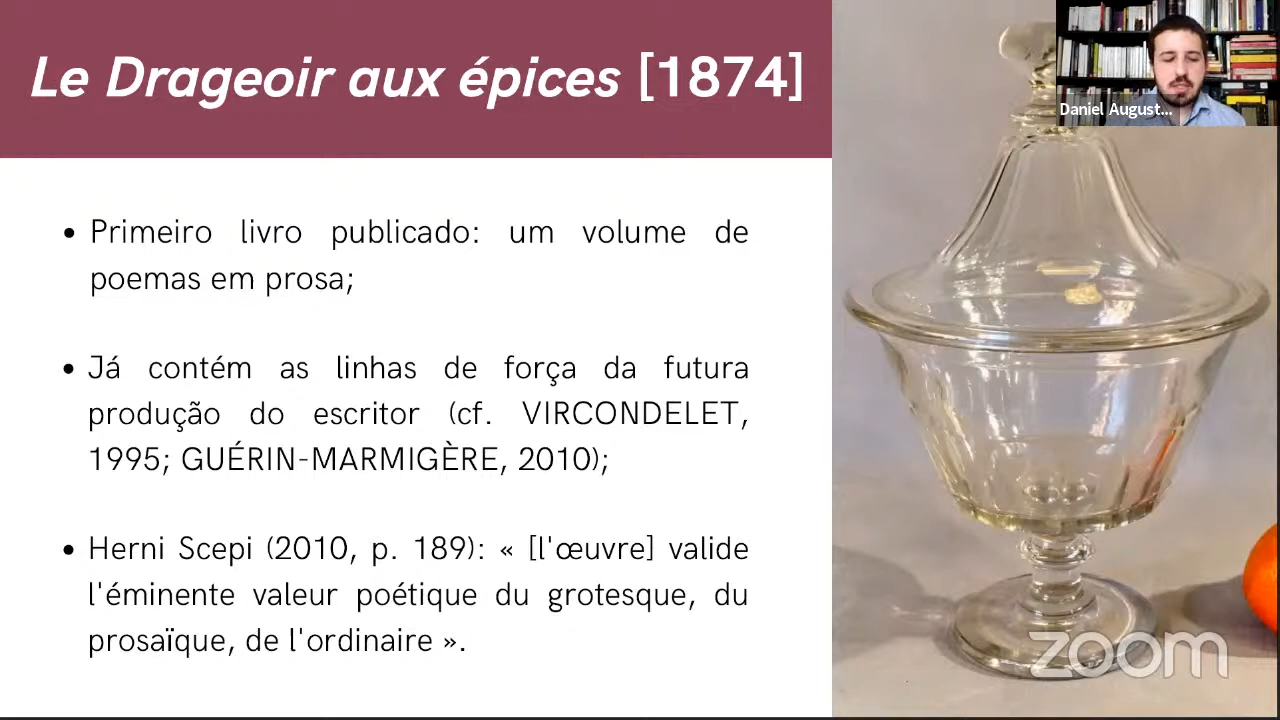 Le Drageoir aux épices [1874]
Daniel August...
• Primeiro livro publicado: um volume de
poemas em prosa;
• Já contém as linhas de força da futura
produção do escritor (cf. VIRCONDELET,
1995; GUÉRIN-MARMIGÈRE, 2010);
• Herni Scepi (2010, p. 189): « [l'œuvre] valide
l'éminente valeur poétique du grotesque, du
prosaïque, de l'ordinaire ».
zoom